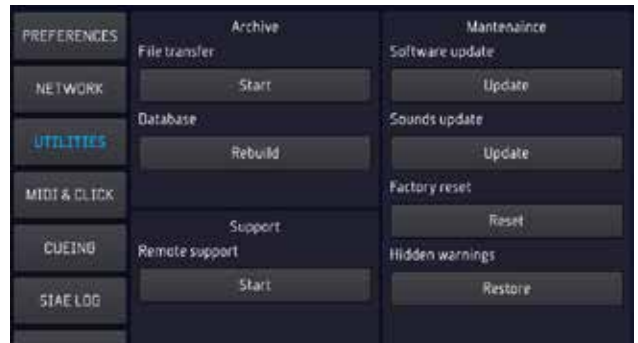 PREFERENCES
NETWORK
UTILITIES
MIDI & CLICK
CUEING
SIAE LOG
Archive
File transfer
Start
Database
Rebuild
Support
Remote support
Start
Mantenaince
Software update
Update
Sounds update
Update
Factory reset
Reset
Hidden warnings
Restore